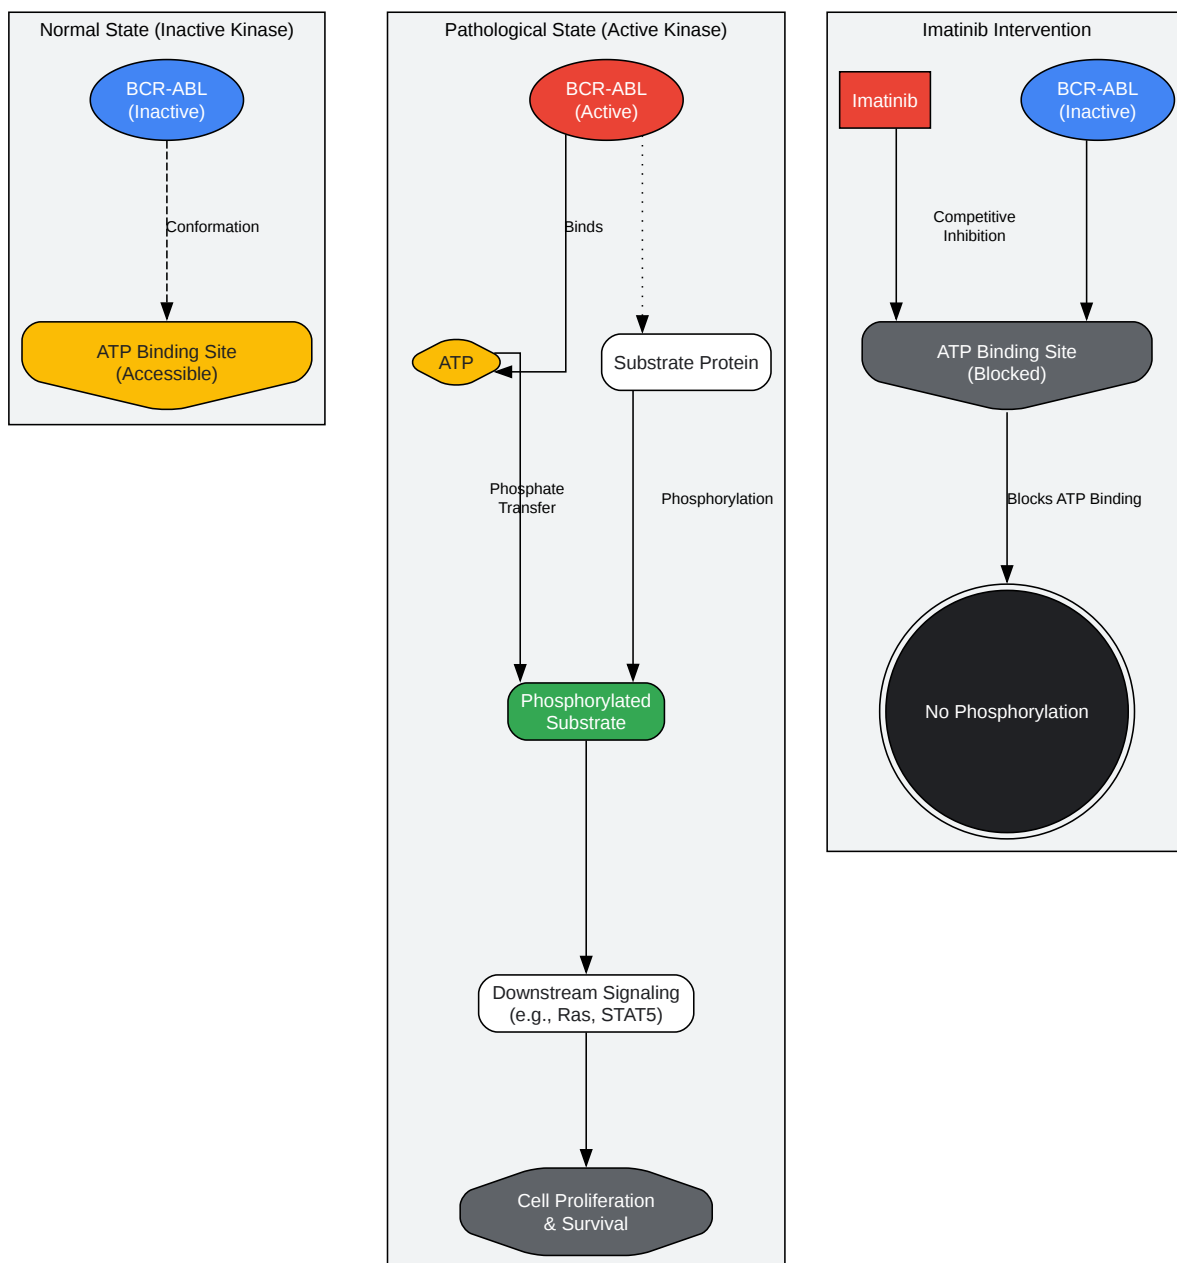 Normal State (Inactive Kinase)
BCR-ABL
(Inactive)
Conformation
ATP Binding Site
(Accessible)
Pathological State (Active Kinase)
BCR-ABL
(Active)
Binds
ATP
Substrate Protein
Phosphate
Transfer
Phosphorylation
Phosphorylated
Substrate
Downstream Signaling
(e.g., Ras, STAT5)
Cell Proliferation
& Survival
Imatinib Intervention
Imatinib
BCR-ABL
(Inactive)
Competitive
Inhibition
ATP Binding Site
(Blocked)
Blocks ATP Binding
No Phosphorylation